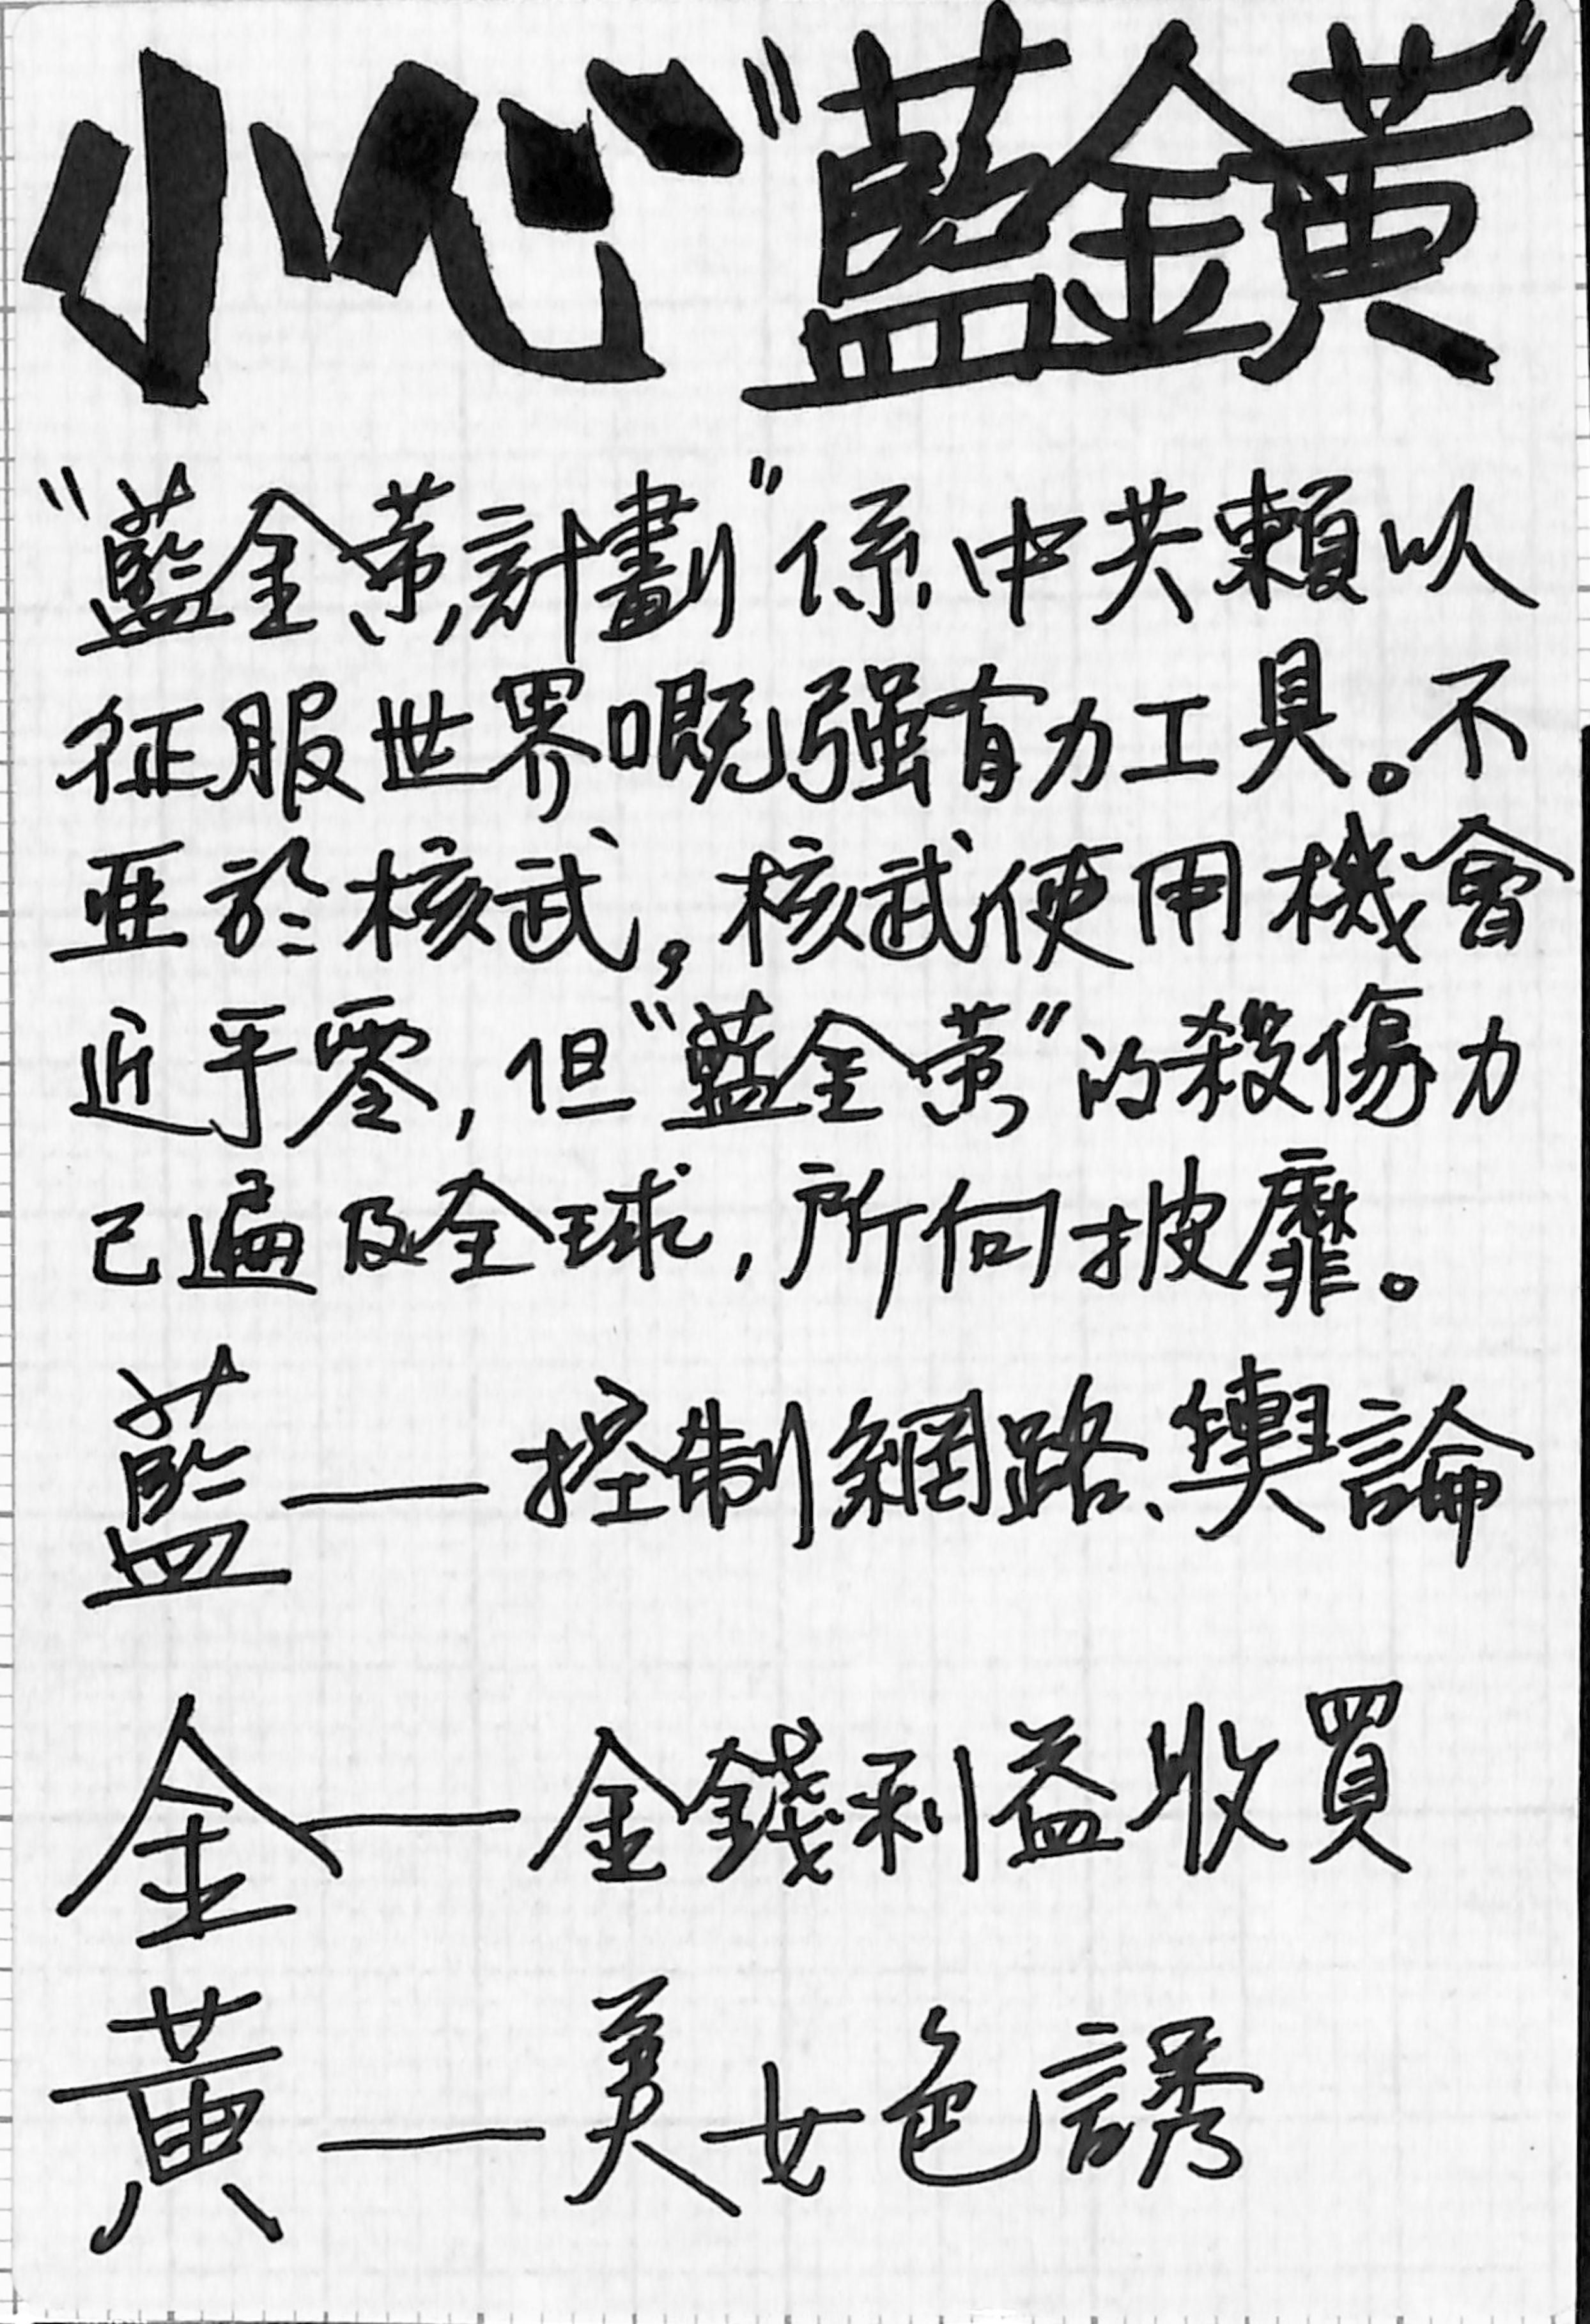 小心“藍金黃”
“藍金黃計劃”係中共賴以
征服世界嘅强有力工具。不
亚於核武。核武使用機會
近乎零，但“藍金黃”的殺傷力
已遍及全球，所向披靡。
藍——控制網路、輿論
金——金錢利益收買
黃——美女色誘